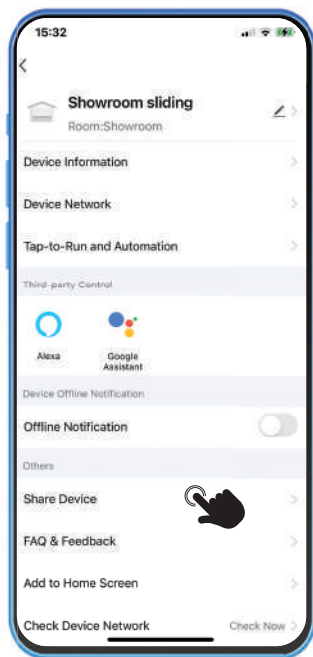 15:32
Showroom sliding
Room:Showroom
Device Information
Device Network
Tap-to-Run and Automation
Third-party Control
Alexa
Google
Assistant
Device Offline Notification
Offline Notification
Others
Share Device
FAQ & Feedback
Add to Home Screen
Check Device Network
Check Now